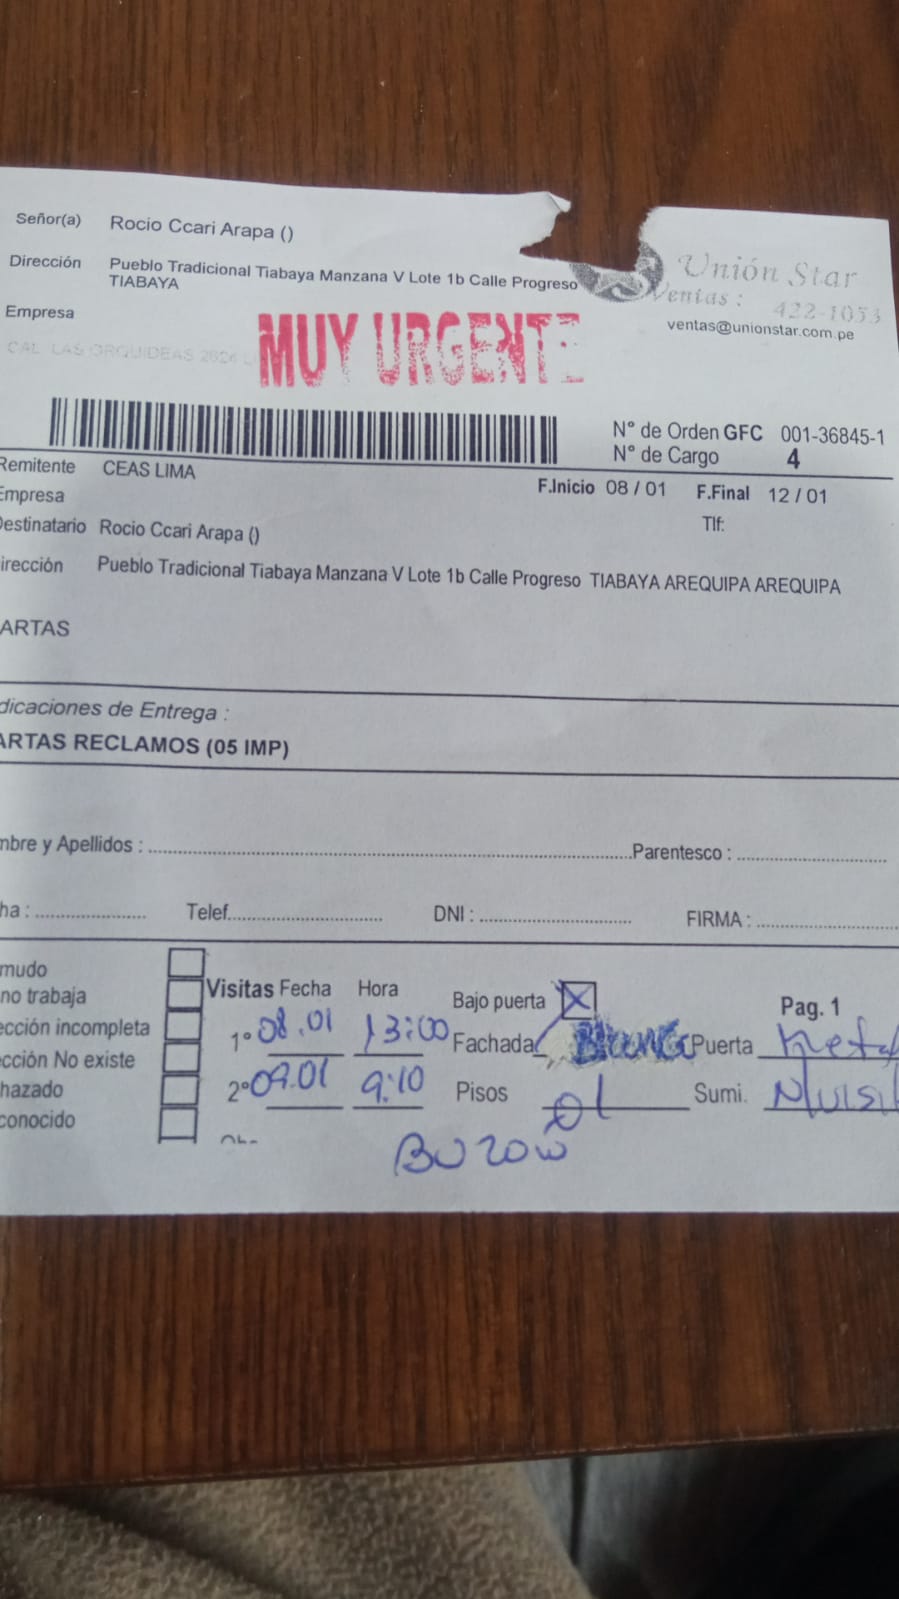 Señor(a) Rocio Ccari Arapa ()
Dirección Pueblo Tradicional Tiabaya Manzana V Lote 1b Calle Progreso
TIABAYA
Unión Star
Ventas :
422-1053
ventas@unionstar.com.pe
Empresa
CAL LAS ORQUIDEAS
MUY URGENTE
N° de Orden GFC 001-36845-1
N° de Cargo 4
Remitente CEAS LIMA
Empresa
F.Inicio 08 / 01 F.Final 12 / 01
Tlf:
Destinatario Rocio Ccari Arapa ()
irección Pueblo Tradicional Tiabaya Manzana V Lote 1b Calle Progreso TIABAYA AREQUIPA AREQUIPA
ARTAS
dicaciones de Entrega :
ARTAS RECLAMOS (05 IMP)
mbre y Apellidos : Parentesco :
ha : Telef. DNI : FIRMA :
mudo
no trabaja
ección incompleta
cción No existe
hazado
conocido
Visitas Fecha Hora
1° 08.01 13:00
2° 09.01 9:10
Bajo puerta X
Pag. 1
Fachada Puerta
Pisos 01 Sumi.